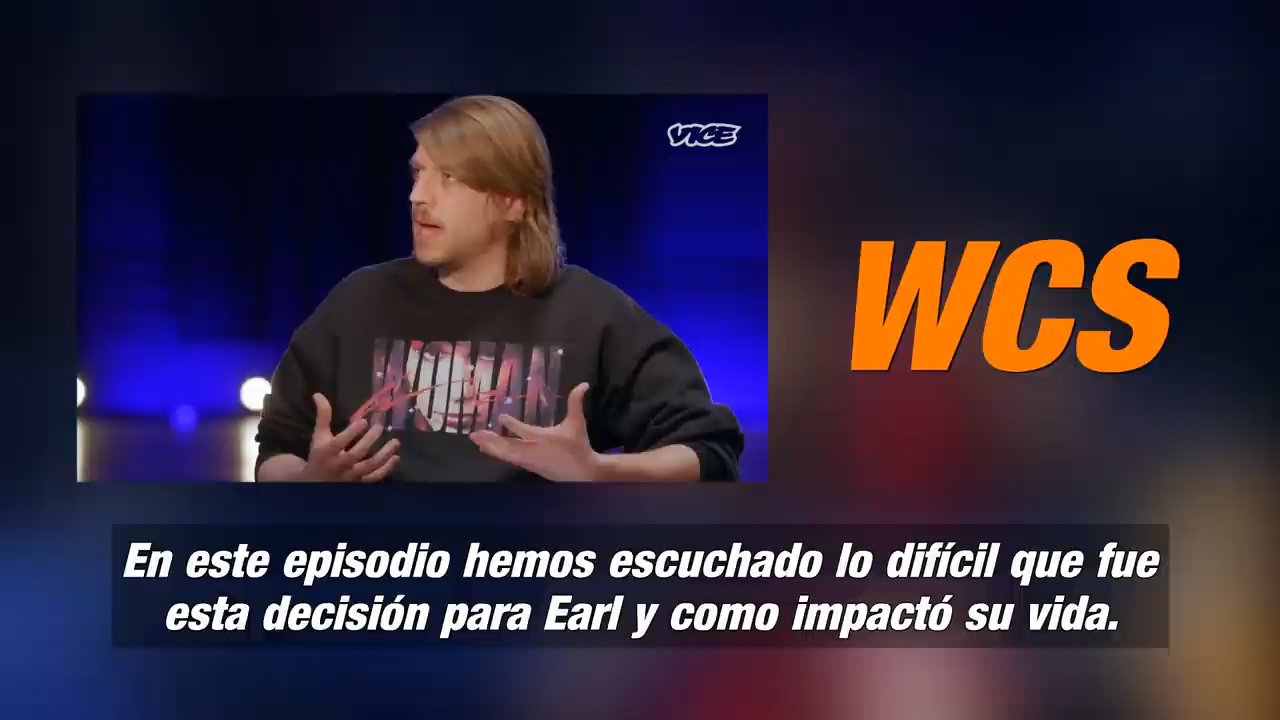 VICE
WOMAN
WCS
En este episodio hemos escuchado lo difícil que fue
esta decisión para Earl y como impactó su vida.